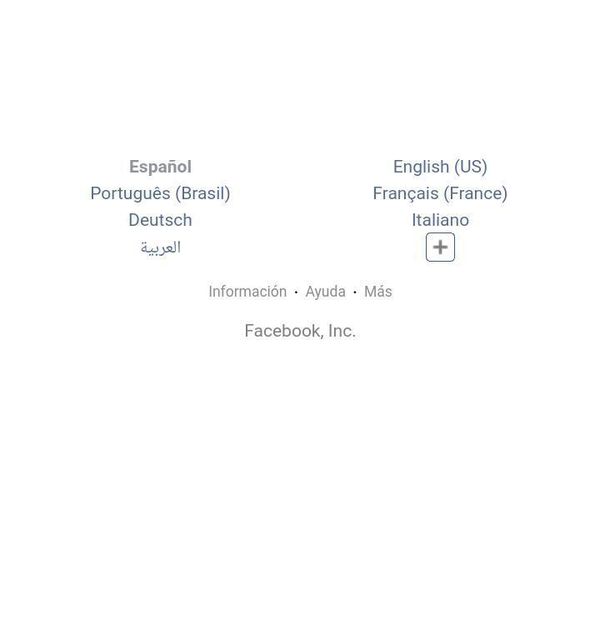 Español English (US)
Português (Brasil) Français (France)
Deutsch Italiano
العربية +
Información · Ayuda · Más
Facebook, Inc.